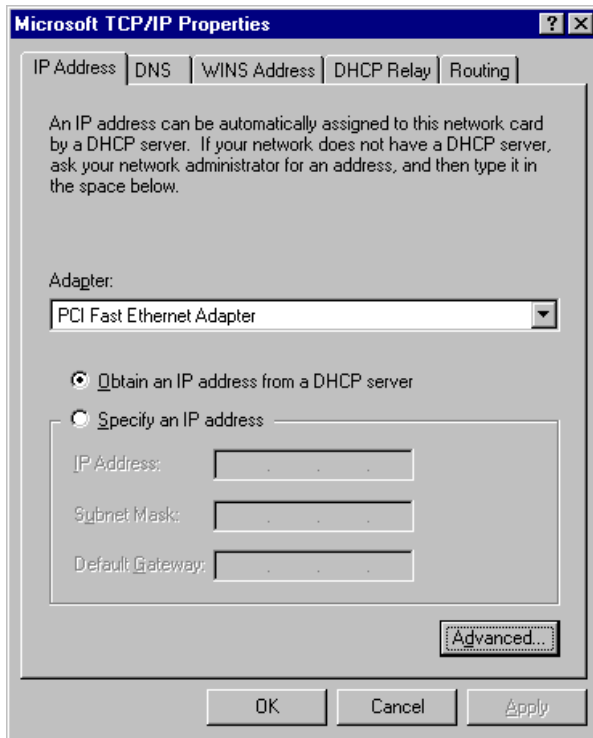 Microsoft TCP/IP Properties
IP Address DNS WINS Address DHCP Relay Routing
An IP address can be automatically assigned to this network card
by a DHCP server. If your network does not have a DHCP server,
ask your network administrator for an address, and then type it in
the space below.
Adapter:
PCI Fast Ethernet Adapter
Obtain an IP address from a DHCP server
Specify an IP address
IP Address:
Subnet Mask:
Default Gateway:
Advanced...
OK Cancel Apply